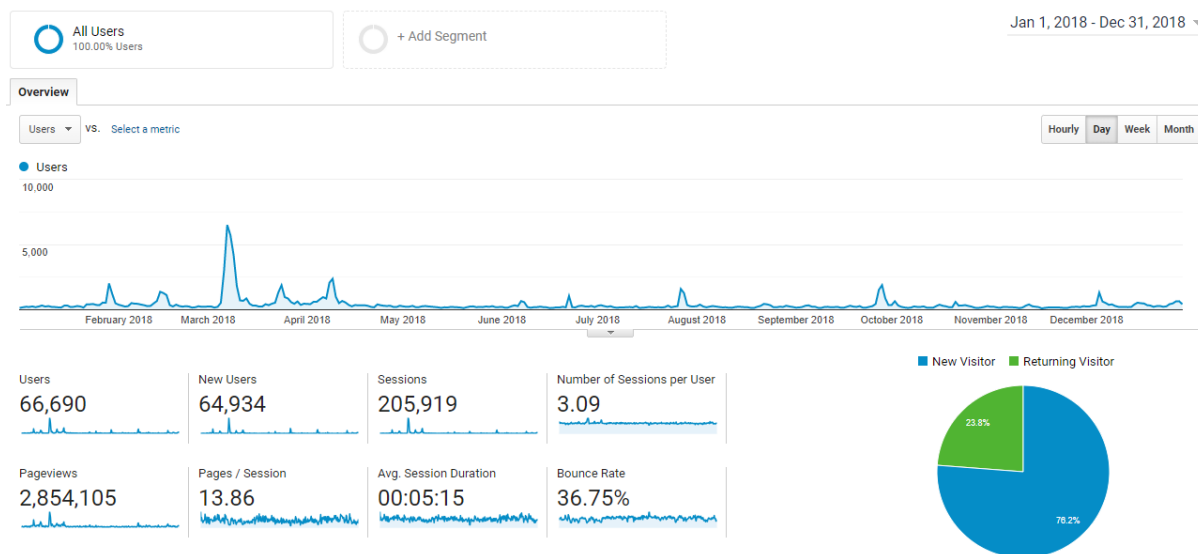 All Users
100.00% Users
+ Add Segment
Jan 1, 2018 - Dec 31, 2018
Overview
Users vs. Select a metric
Hourly Day Week Month
Users
10,000
5,000
February 2018 March 2018 April 2018 May 2018 June 2018 July 2018 August 2018 September 2018 October 2018 November 2018 December 2018
New Visitor Returning Visitor
Users New Users Sessions Number of Sessions per User
66,690 64,934 205,919 3.09
23.8%
Pageviews Pages / Session Avg. Session Duration Bounce Rate
2,854,105 13.86 00:05:15 36.75%
76.2%